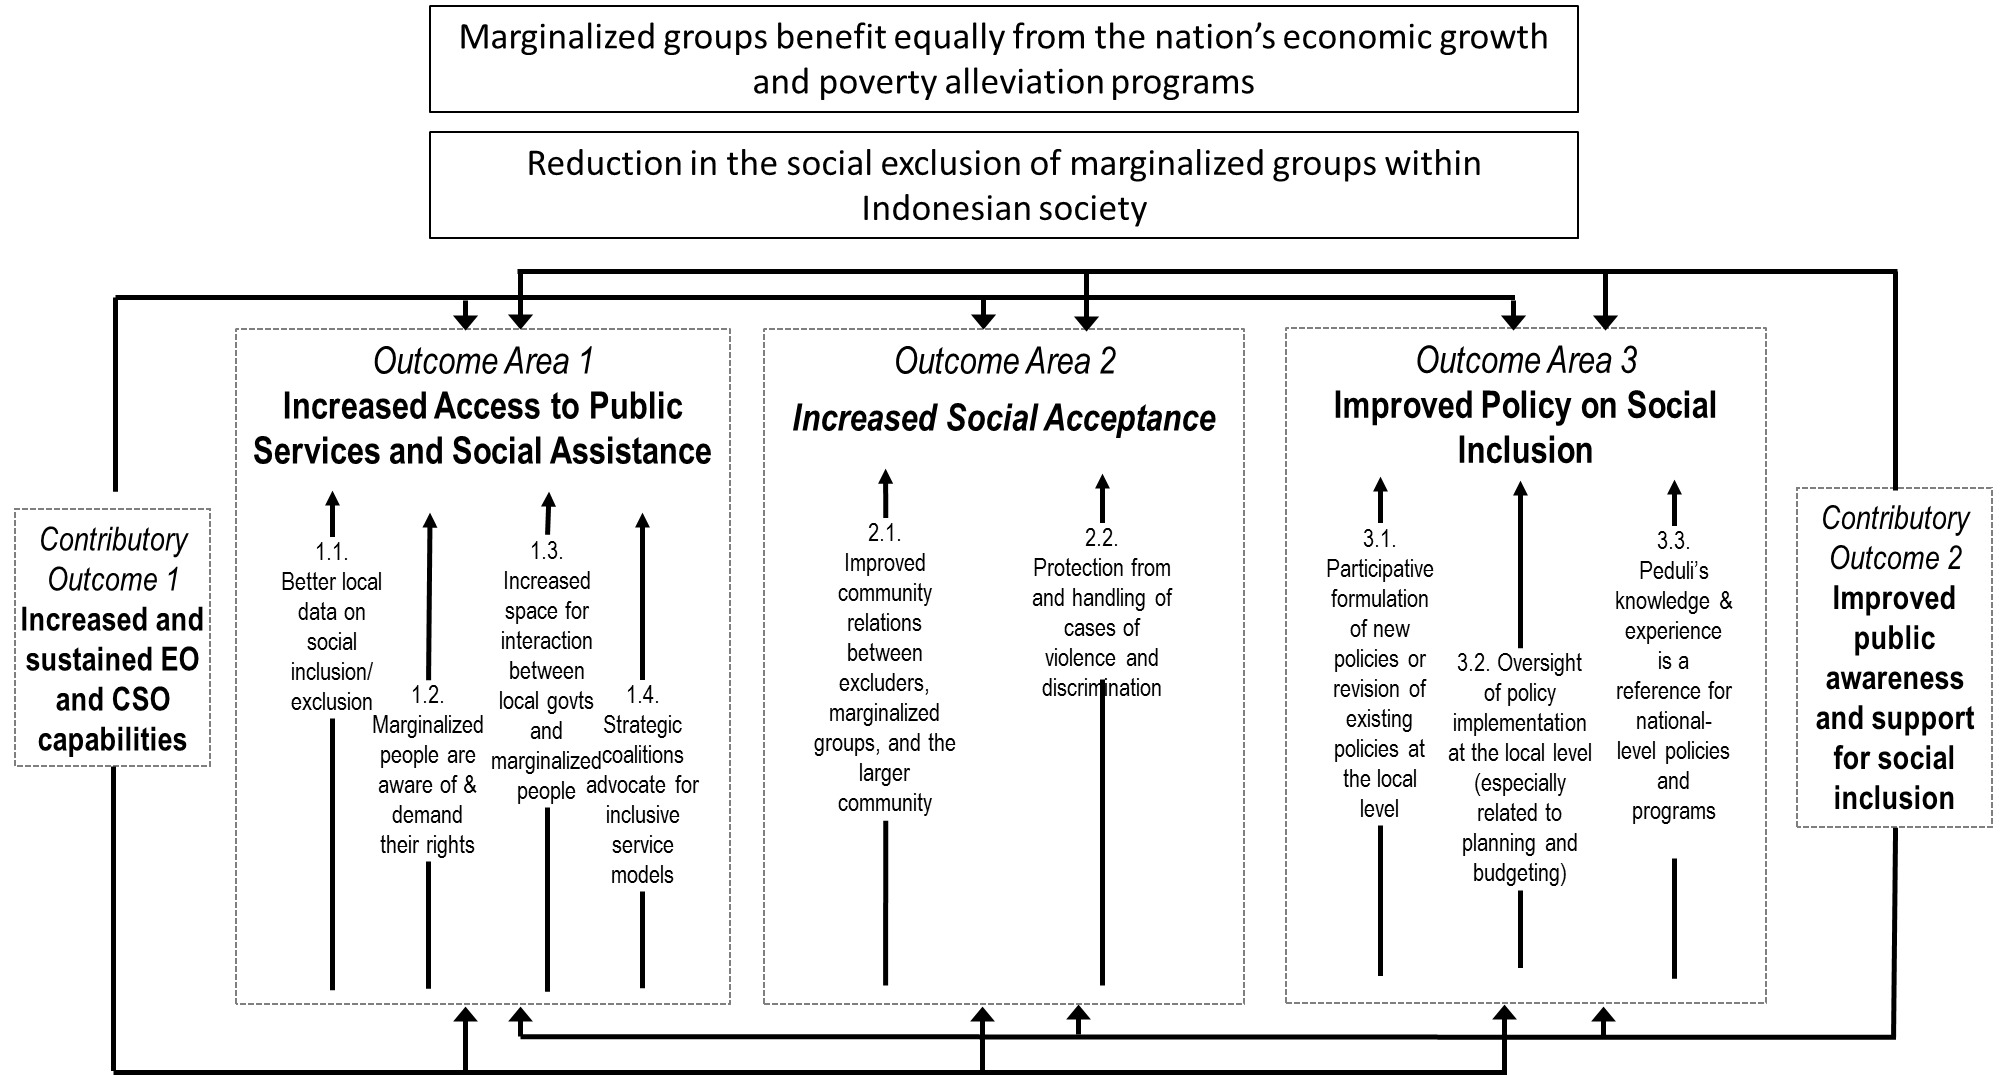 Marginalized groups benefit equally from the nation’s economic growth
and poverty alleviation programs
Reduction in the social exclusion of marginalized groups within
Indonesian society
Contributory
Outcome 1
Increased and
sustained EO
and CSO
capabilities
Outcome Area 1
Increased Access to Public
Services and Social Assistance
1.1.
Better local
data on
social
inclusion/
exclusion
1.2.
Marginalized
people are
aware of &
demand
their rights
1.3.
Increased
space for
interaction
between
local govts
and
marginalized
people
1.4.
Strategic
coalitions
advocate for
inclusive
service
models
Outcome Area 2
Increased Social Acceptance
2.1.
Improved
community
relations
between
excluders,
marginalized
groups, and the
larger
community
2.2.
Protection from
and handling of
cases of
violence and
discrimination
Outcome Area 3
Improved Policy on Social
Inclusion
3.1.
Participative
formulation
of new
policies or
revision of
existing
policies at
the local
level
3.2. Oversight
of policy
implementation
at the local level
(especially
related to
planning and
budgeting)
3.3.
Peduli’s
knowledge &
experience
is a
reference for
national-
level policies
and
programs
Contributory
Outcome 2
Improved
public
awareness
and support
for social
inclusion